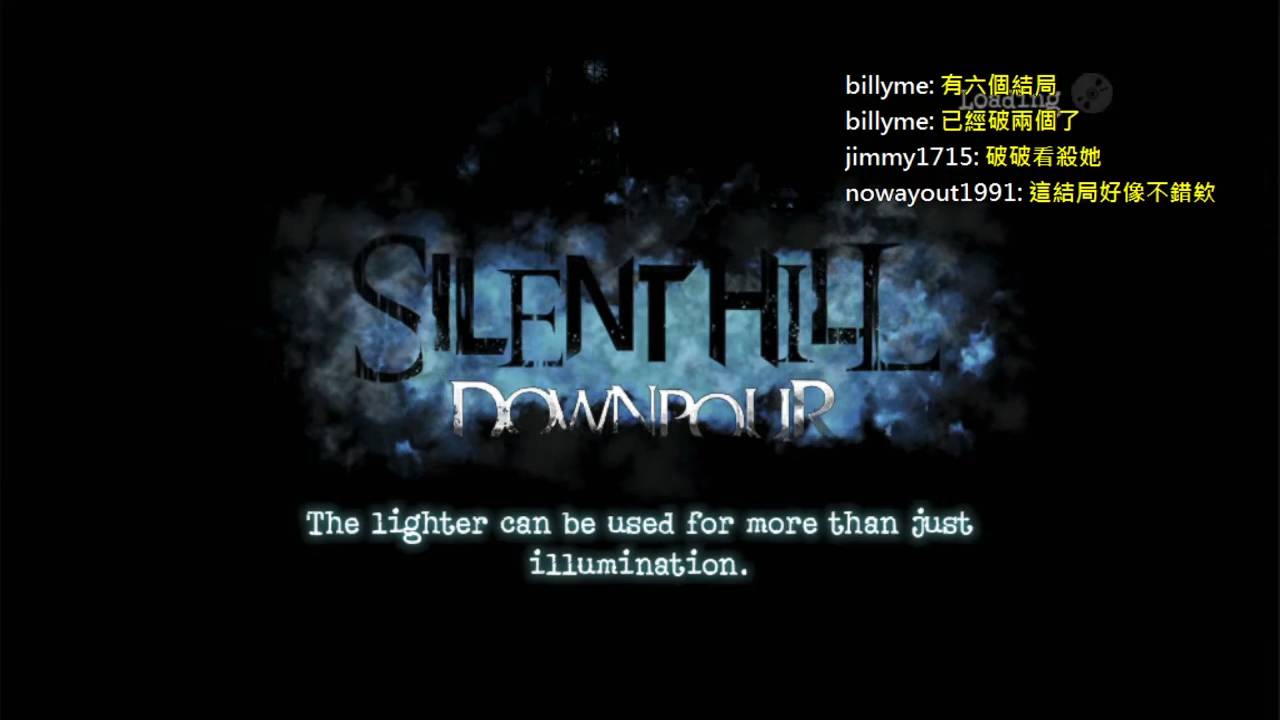 billyme: 有六個結局
Loading
billyme: 已經破兩個了
jimmy1715: 破破看殺她
nowayout1991: 這結局好像不錯欸
SILENT HILL
DOWNPOUR
The lighter can be used for more than just
illumination.